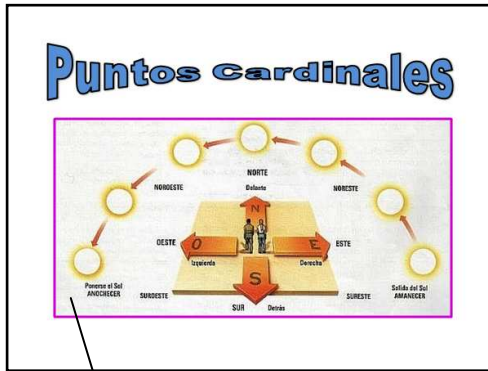 Puntos Cardinales
NORTE
NOROESTE Delante NORESTE
N
OESTE O E ESTE
Izquierda Derecha
S
Ponerse el Sol Salida del Sol
ANOCHECER SUROESTE SURESTE AMANECER
SUR Detrás